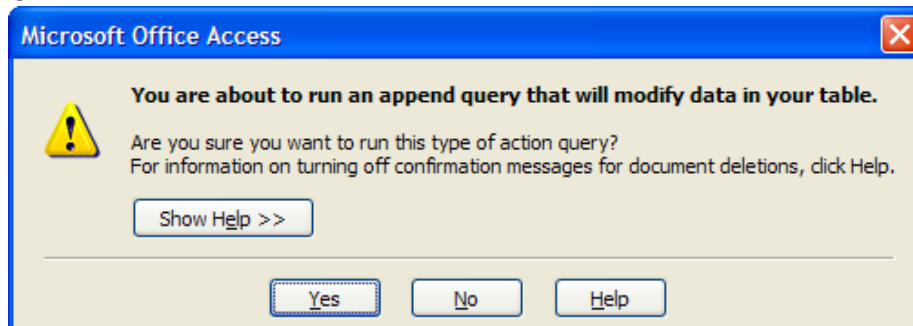 Microsoft Office Access
You are about to run an append query that will modify data in your table.
Are you sure you want to run this type of action query?
For information on turning off confirmation messages for document deletions, click Help.
Show Help >>
Yes No Help